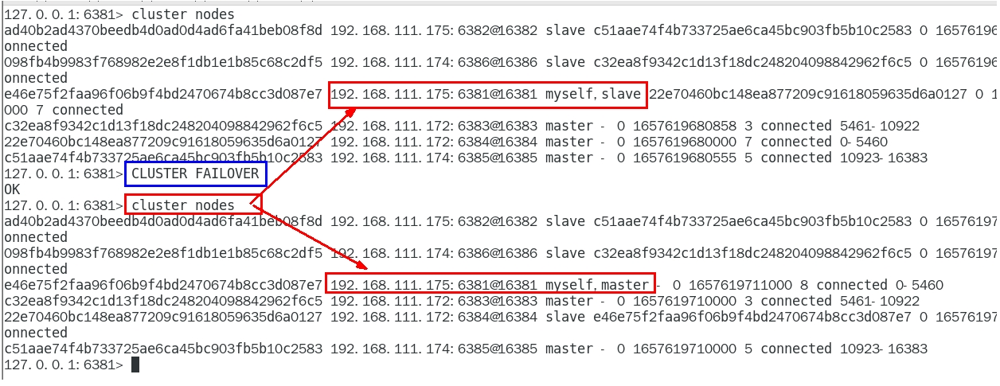 127.0.0.1:6381> cluster nodes
ad40b2ad4370beedb4d0ad0d4ad6fa41beb08f8d 192.168.111.175:6382@16382 slave c51aae74f4b733725ae6ca45bc903fb5b10c2583 0 16576196
onnected
098fb4b9983f768982e2e8f1db1e1b85c68c2df5 192.168.111.174:6386@16386 slave c32ea8f9342c1d13f18dc248204098842962f6c5 0 16576196
onnected
e46e75f2faa96f06b9f4bd2470674b8cc3d087e7 192.168.111.175:6381@16381 myself,slave 22e70460bc148ea877209c91618059635d6a0127 0 1
000 7 connected
c32ea8f9342c1d13f18dc248204098842962f6c5 192.168.111.172:6383@16383 master - 0 1657619680858 3 connected 5461-10922
22e70460bc148ea877209c91618059635d6a0127 192.168.111.172:6384@16384 master - 0 1657619680000 7 connected 0-5460
c51aae74f4b733725ae6ca45bc903fb5b10c2583 192.168.111.174:6385@16385 master - 0 1657619680555 5 connected 10923-16383
127.0.0.1:6381> CLUSTER FAILOVER
OK
127.0.0.1:6381> cluster nodes
ad40b2ad4370beedb4d0ad0d4ad6fa41beb08f8d 192.168.111.175:6382@16382 slave c51aae74f4b733725ae6ca45bc903fb5b10c2583 0 16576197
onnected
098fb4b9983f768982e2e8f1db1e1b85c68c2df5 192.168.111.174:6386@16386 slave c32ea8f9342c1d13f18dc248204098842962f6c5 0 16576197
onnected
e46e75f2faa96f06b9f4bd2470674b8cc3d087e7 192.168.111.175:6381@16381 myself,master - 0 1657619711000 8 connected 0-5460
c32ea8f9342c1d13f18dc248204098842962f6c5 192.168.111.172:6383@16383 master - 0 1657619710000 3 connected 5461-10922
22e70460bc148ea877209c91618059635d6a0127 192.168.111.172:6384@16384 slave e46e75f2faa96f06b9f4bd2470674b8cc3d087e7 0 16576197
onnected
c51aae74f4b733725ae6ca45bc903fb5b10c2583 192.168.111.174:6385@16385 master - 0 1657619710000 5 connected 10923-16383
127.0.0.1:6381>